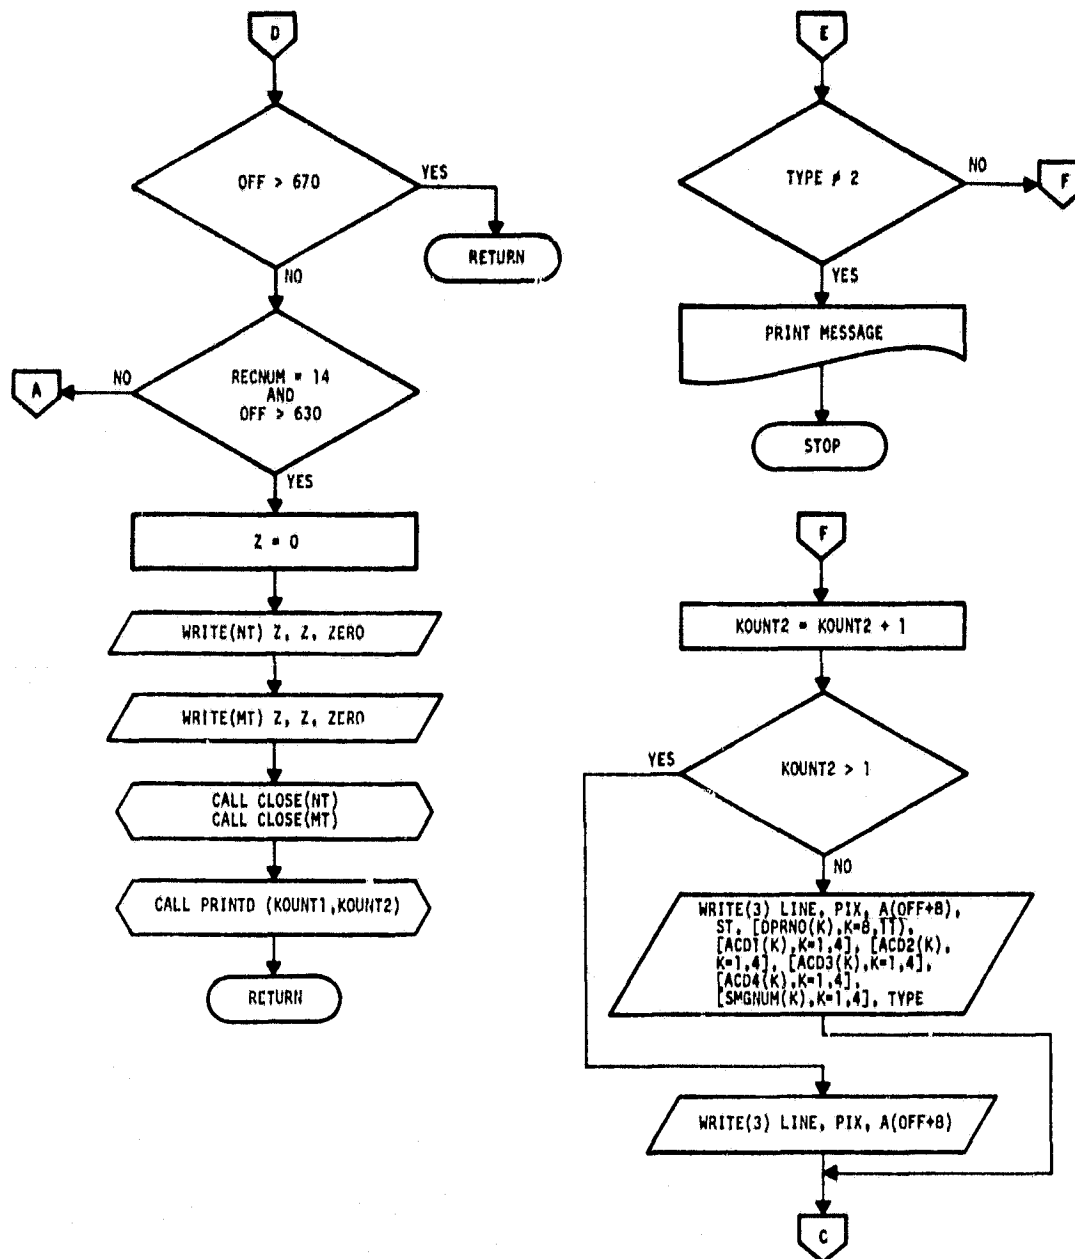 D
OFF > 670
YES
RETURN
NO
RECNUM = 14
AND
OFF > 630
NO
A
YES
Z = 0
WRITE(NT) Z, Z, ZERO
WRITE(MT) Z, Z, ZERO
CALL CLOSE(NT)
CALL CLOSE(MT)
CALL PRINTD (KOUNT1,KOUNT2)
RETURN
E
TYPE ≠ 2
NO
F
YES
PRINT MESSAGE
STOP
F
KOUNT2 = KOUNT2 + 1
KOUNT2 > 1
YES
NO
WRITE(3) LINE, PIX, A(OFF+8),
ST, [DPRNO(K),K=8,11),
[ACD1(K),K=1,4], [ACD2(K),
K=1,4], [ACD3(K),K=1,4],
[ACD4(K),K=1,4],
[SMGNUM(K),K=1,4], TYPE
WRITE(3) LINE, PIX, A(OFF+8)
C